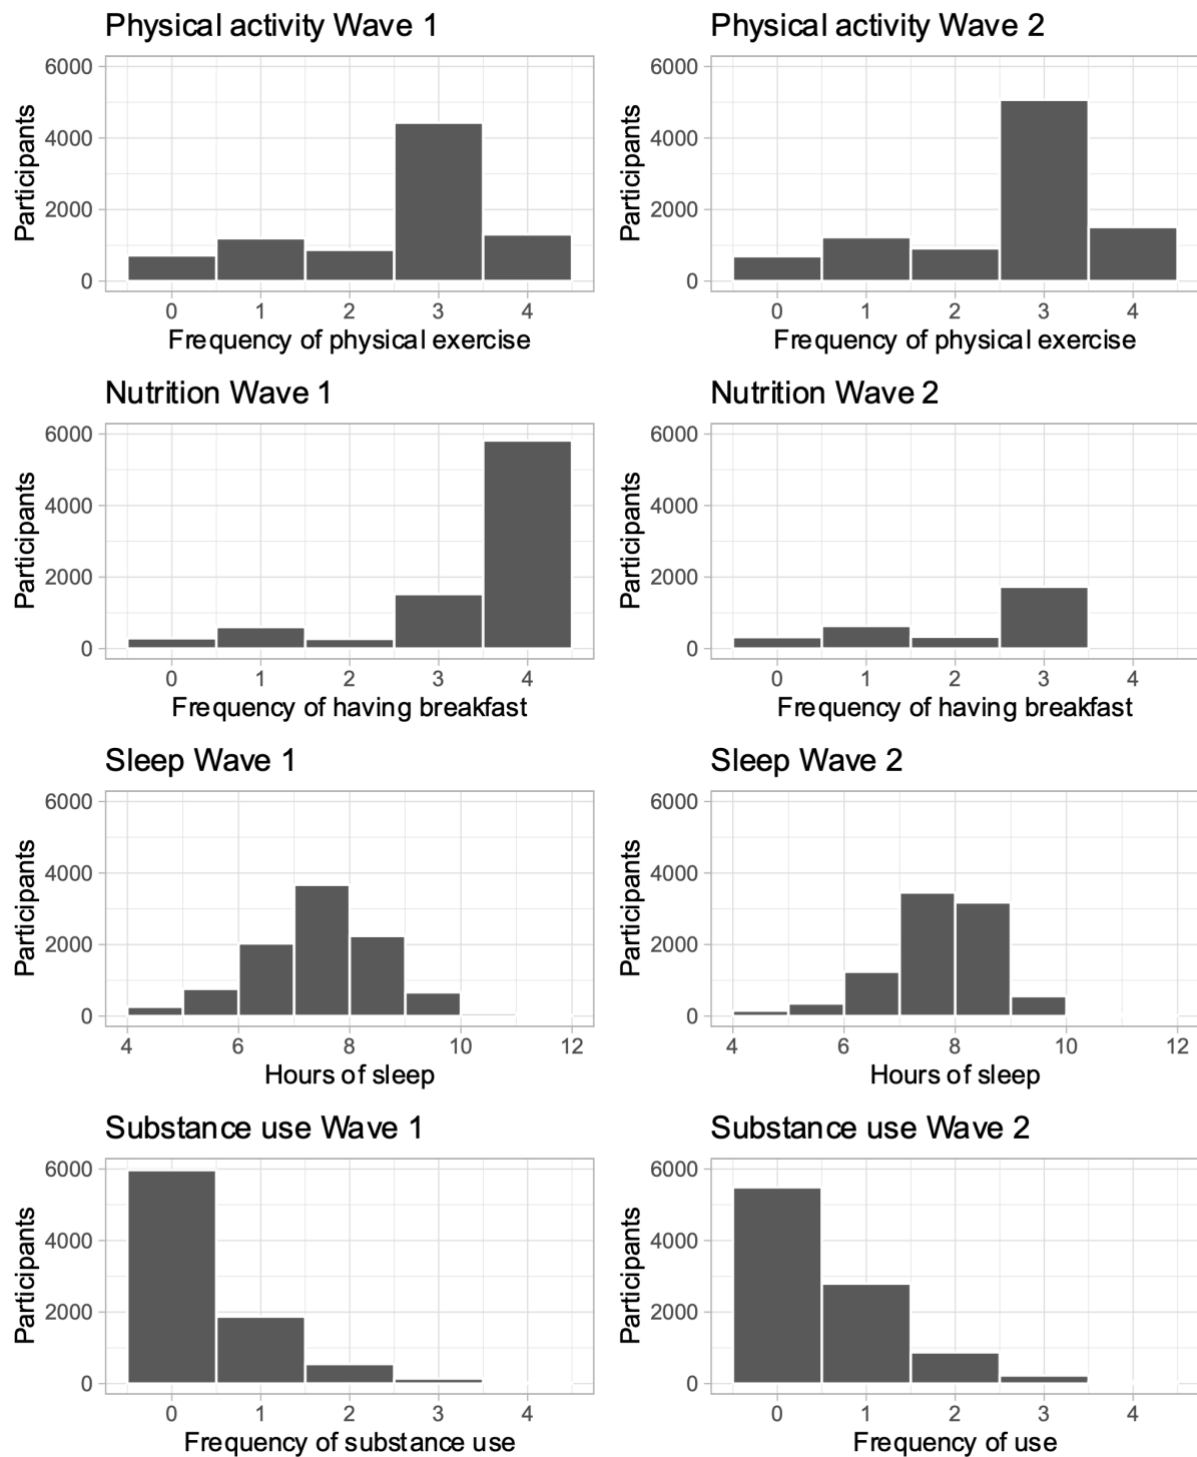 Physical activity Wave 1
6000
4000
2000
0
Participants
0 1 2 3 4
Frequency of physical exercise
Physical activity Wave 2
6000
4000
2000
0
Participants
0 1 2 3 4
Frequency of physical exercise
Nutrition Wave 1
6000
4000
2000
0
Participants
0 1 2 3 4
Frequency of having breakfast
Nutrition Wave 2
6000
4000
2000
0
Participants
0 1 2 3 4
Frequency of having breakfast
Sleep Wave 1
6000
4000
2000
0
Participants
4 6 8 10 12
Hours of sleep
Sleep Wave 2
6000
4000
2000
0
Participants
4 6 8 10 12
Hours of sleep
Substance use Wave 1
6000
4000
2000
0
Participants
0 1 2 3 4
Frequency of substance use
Substance use Wave 2
6000
4000
2000
0
Participants
0 1 2 3 4
Frequency of use